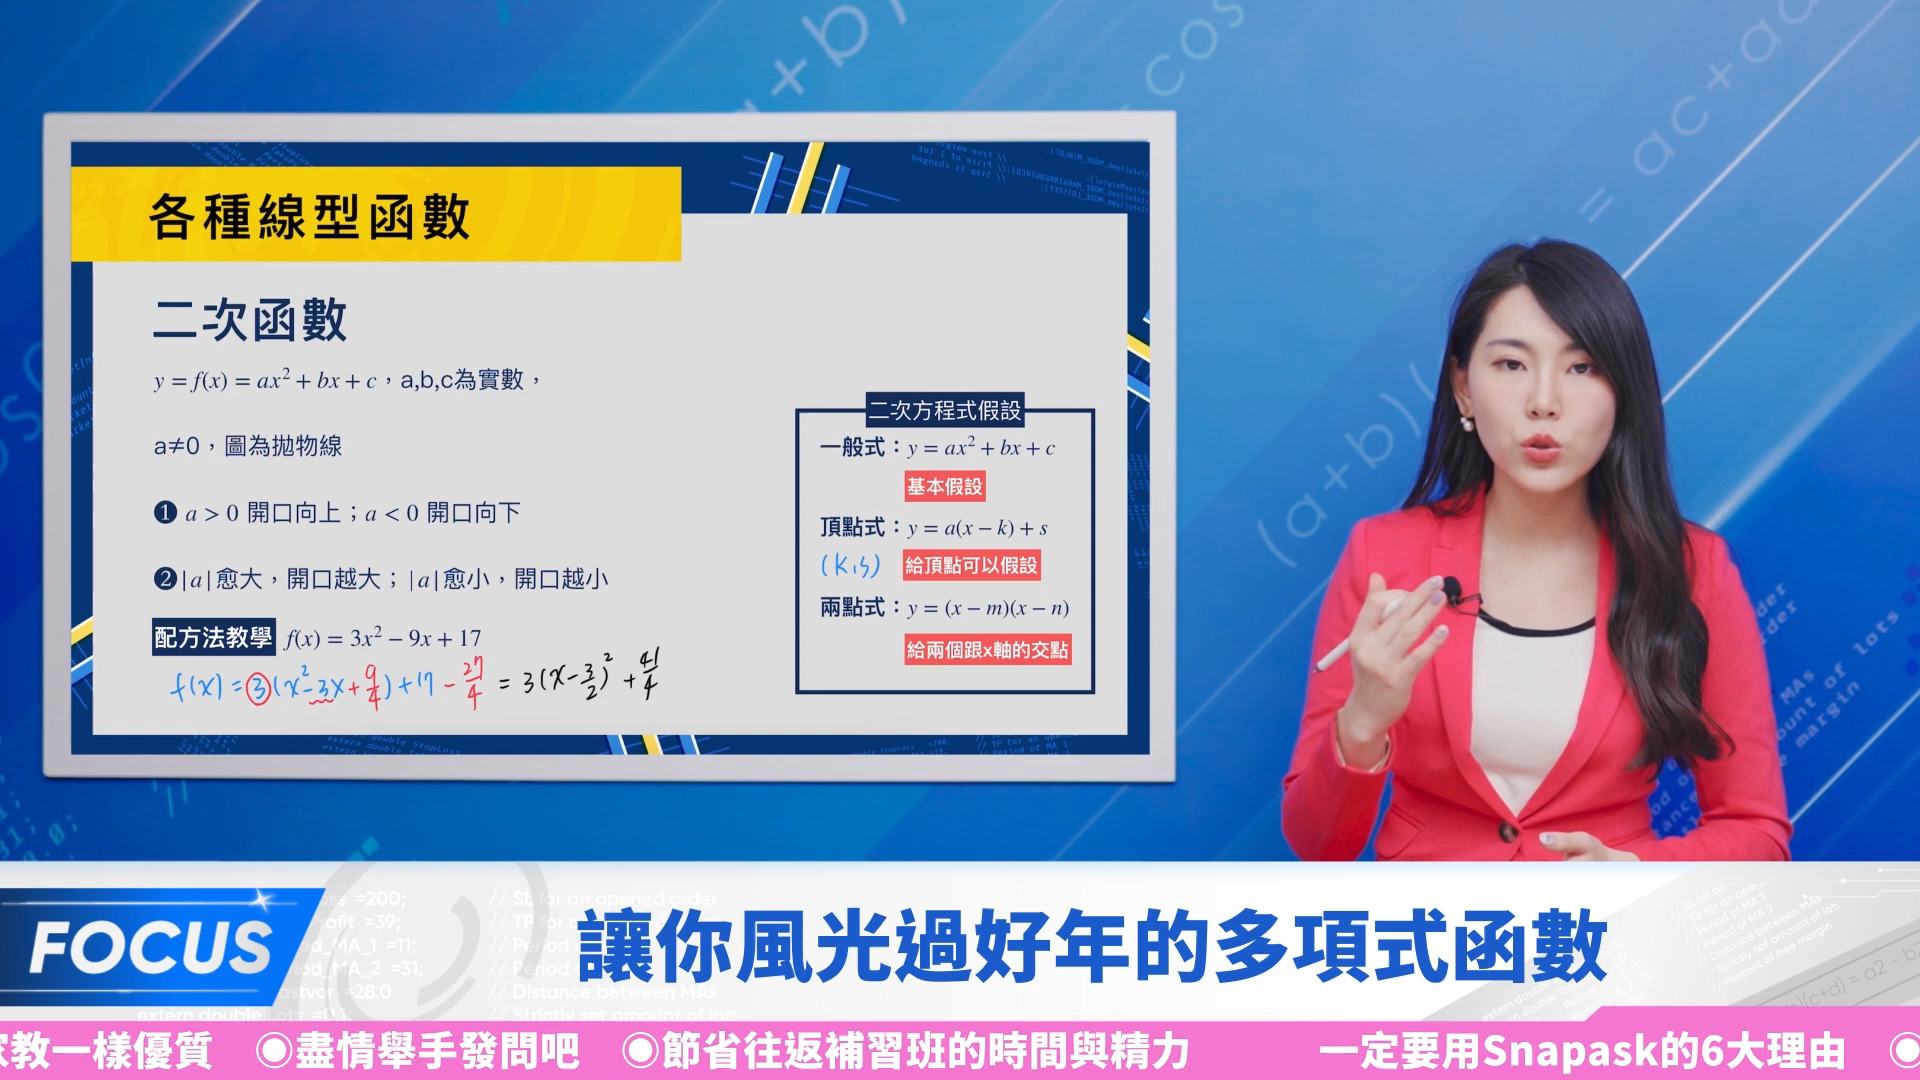 各種線型函數
二次函數
y = f(x) = ax² + bx + c，a,b,c為實數，
a≠0，圖為拋物線
❶ a > 0 開口向上；a < 0 開口向下
❷|a|愈大，開口越大；|a|愈小，開口越小
配方法教學 f(x) = 3x² − 9x + 17
f(x) = 3(x² − 3x + 9/4) + 17 − 27/4 = 3(x − 3/2)² + 41/4
二次方程式假設
一般式：y = ax² + bx + c
基本假設
頂點式：y = a(x − k) + s
(k,s) 給頂點可以假設
兩點式：y = (x − m)(x − n)
給兩個跟x軸的交點
FOCUS
讓你風光過好年的多項式函數
教一樣優質 ◉盡情舉手發問吧 ◉節省往返補習班的時間與精力 一定要用Snapask的6大理由 ◉